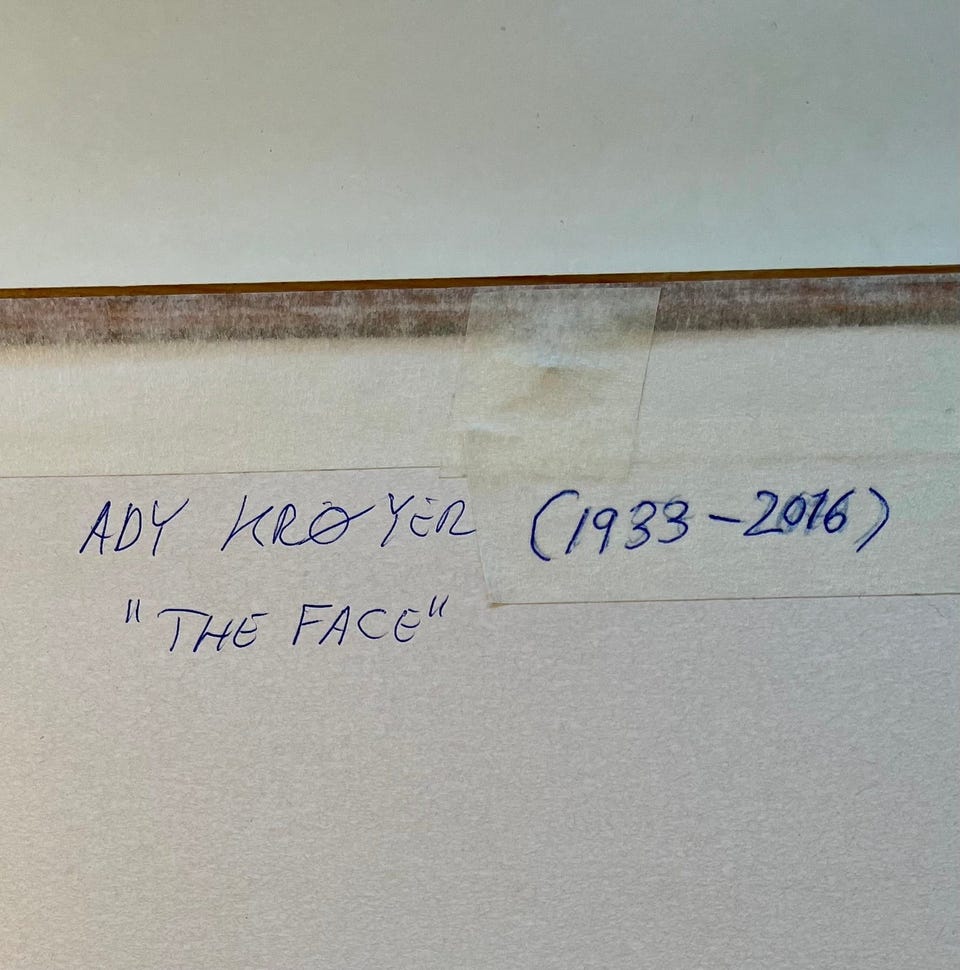 ADY KRØYER (1933-2016)
"THE FACE"